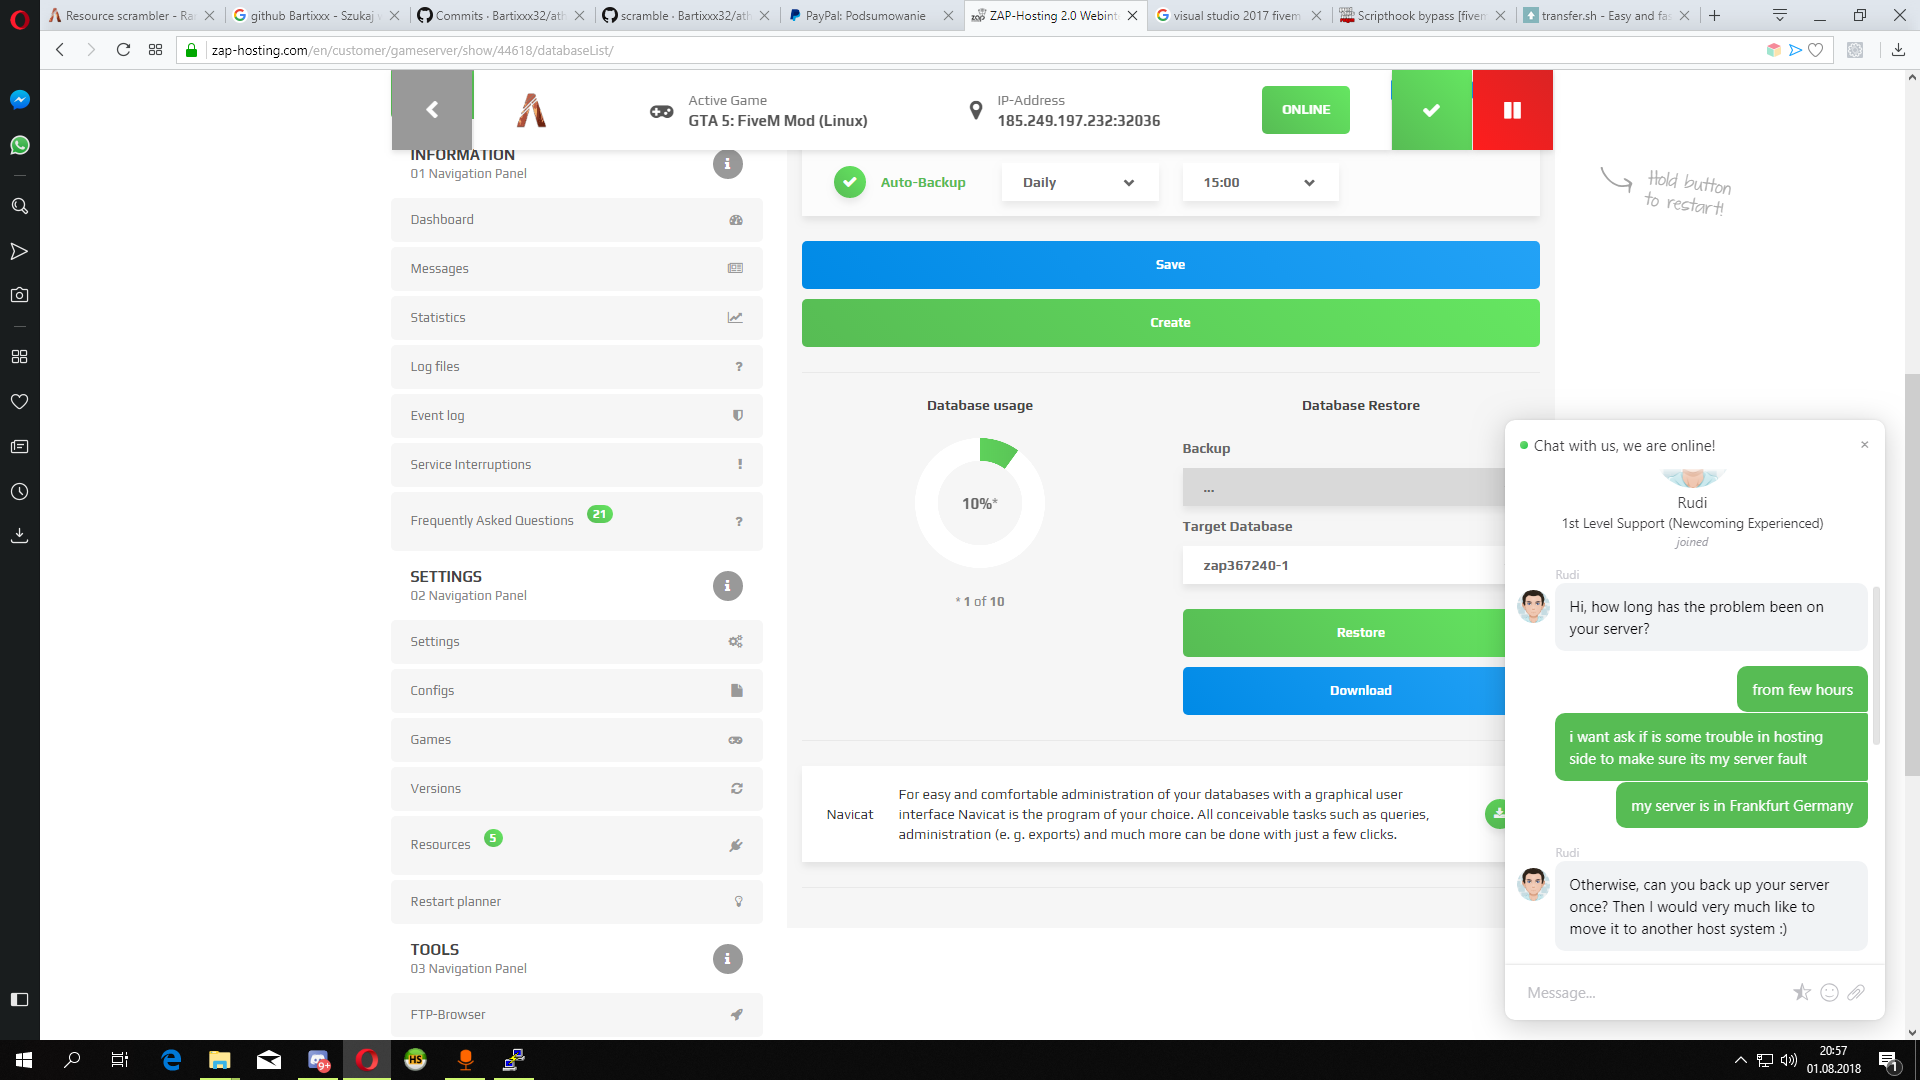 Resource scrambler - Ra
github Bartixxx - Szukaj
Commits · Bartixxx32/ath
scramble · Bartixxx32/ath
PayPal: Podsumowanie
ZAP-Hosting 2.0 Webint
visual studio 2017 fivem
Scripthook bypass [fivem
transfer.sh - Easy and fas
zap-hosting.com/en/customer/gameserver/show/44618/databaseList/
Active Game
GTA 5: FiveM Mod (Linux)
IP-Address
185.249.197.232:32036
ONLINE
INFORMATION
01 Navigation Panel
Dashboard
Messages
Statistics
Log files
Event log
Service Interruptions
Frequently Asked Questions 21
SETTINGS
02 Navigation Panel
Settings
Configs
Games
Versions
Resources 5
Restart planner
TOOLS
03 Navigation Panel
FTP-Browser
Auto-Backup
Daily
15:00
Hold button
to restart!
Save
Create
Database usage
10%*
* 1 of 10
Database Restore
Backup
...
Target Database
zap367240-1
Restore
Download
Navicat
For easy and comfortable administration of your databases with a graphical user
interface Navicat is the program of your choice. All conceivable tasks such as queries,
administration (e. g. exports) and much more can be done with just a few clicks.
Chat with us, we are online!
Rudi
1st Level Support (Newcoming Experienced)
joined
Rudi
Hi, how long has the problem been on
your server?
from few hours
i want ask if is some trouble in hosting
side to make sure its my server fault
my server is in Frankfurt Germany
Rudi
Otherwise, can you back up your server
once? Then I would very much like to
move it to another host system :)
Message...
9+
HS
20:57
01.08.2018
1